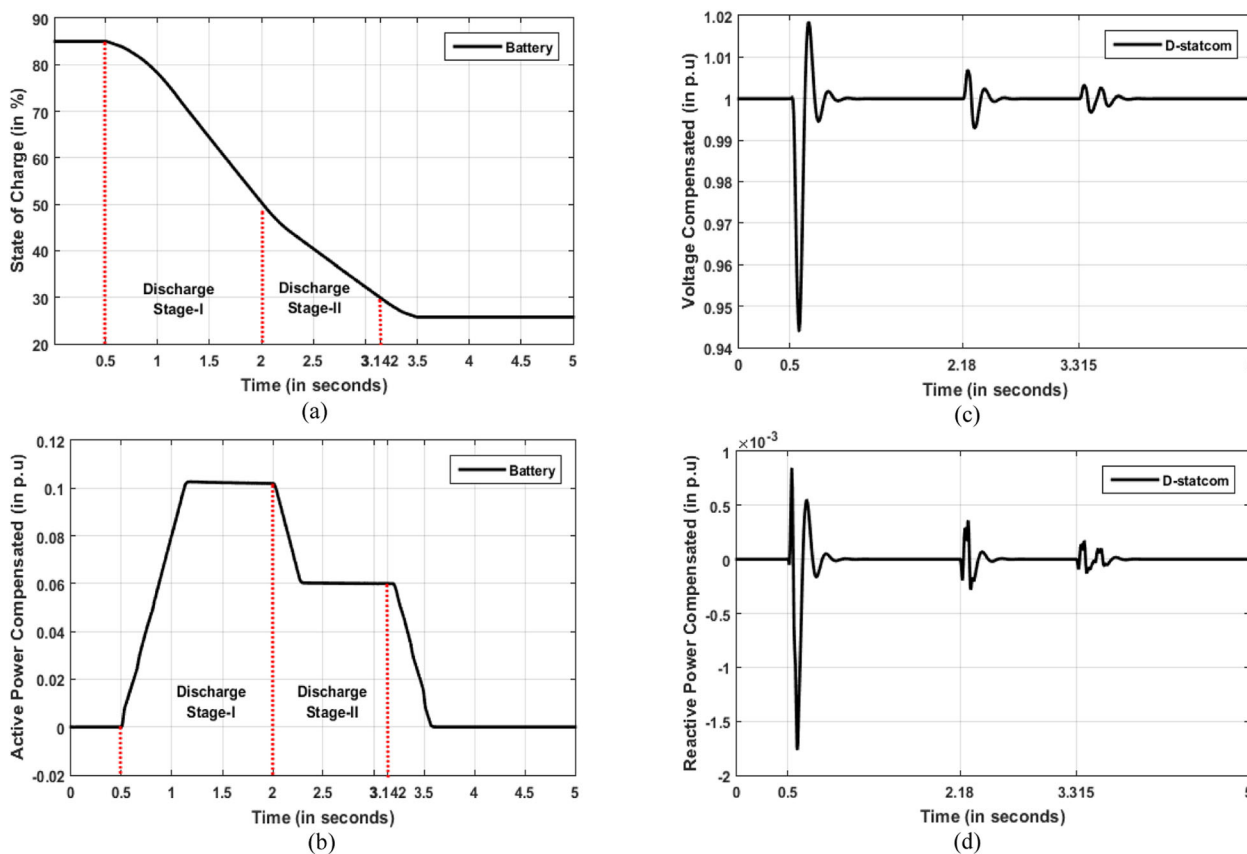 90
80
70
60
50
40
30
20
State of Charge (in %)
Battery
Discharge
Stage-I
Discharge
Stage-II
0.5 1 1.5 2 2.5 3 3.142 3.5 4 4.5 5
Time (in seconds)
(a)
0.12
0.1
0.08
0.06
0.04
0.02
0
-0.02
Active Power Compensated (in p.u)
Battery
Discharge
Stage-I
Discharge
Stage-II
0 0.5 1 1.5 2 2.5 3 3.142 3.5 4 4.5 5
Time (in seconds)
(b)
1.02
1.01
1
0.99
0.98
0.97
0.96
0.95
0.94
Voltage Compensated (in p.u)
D-statcom
0 0.5 2.18 3.315
Time (in seconds)
(c)
×10-3
1
0.5
0
-0.5
-1
-1.5
-2
Reactive Power Compensated (in p.u)
D-statcom
0 0.5 2.18 3.315 5
Time (in seconds)
(d)